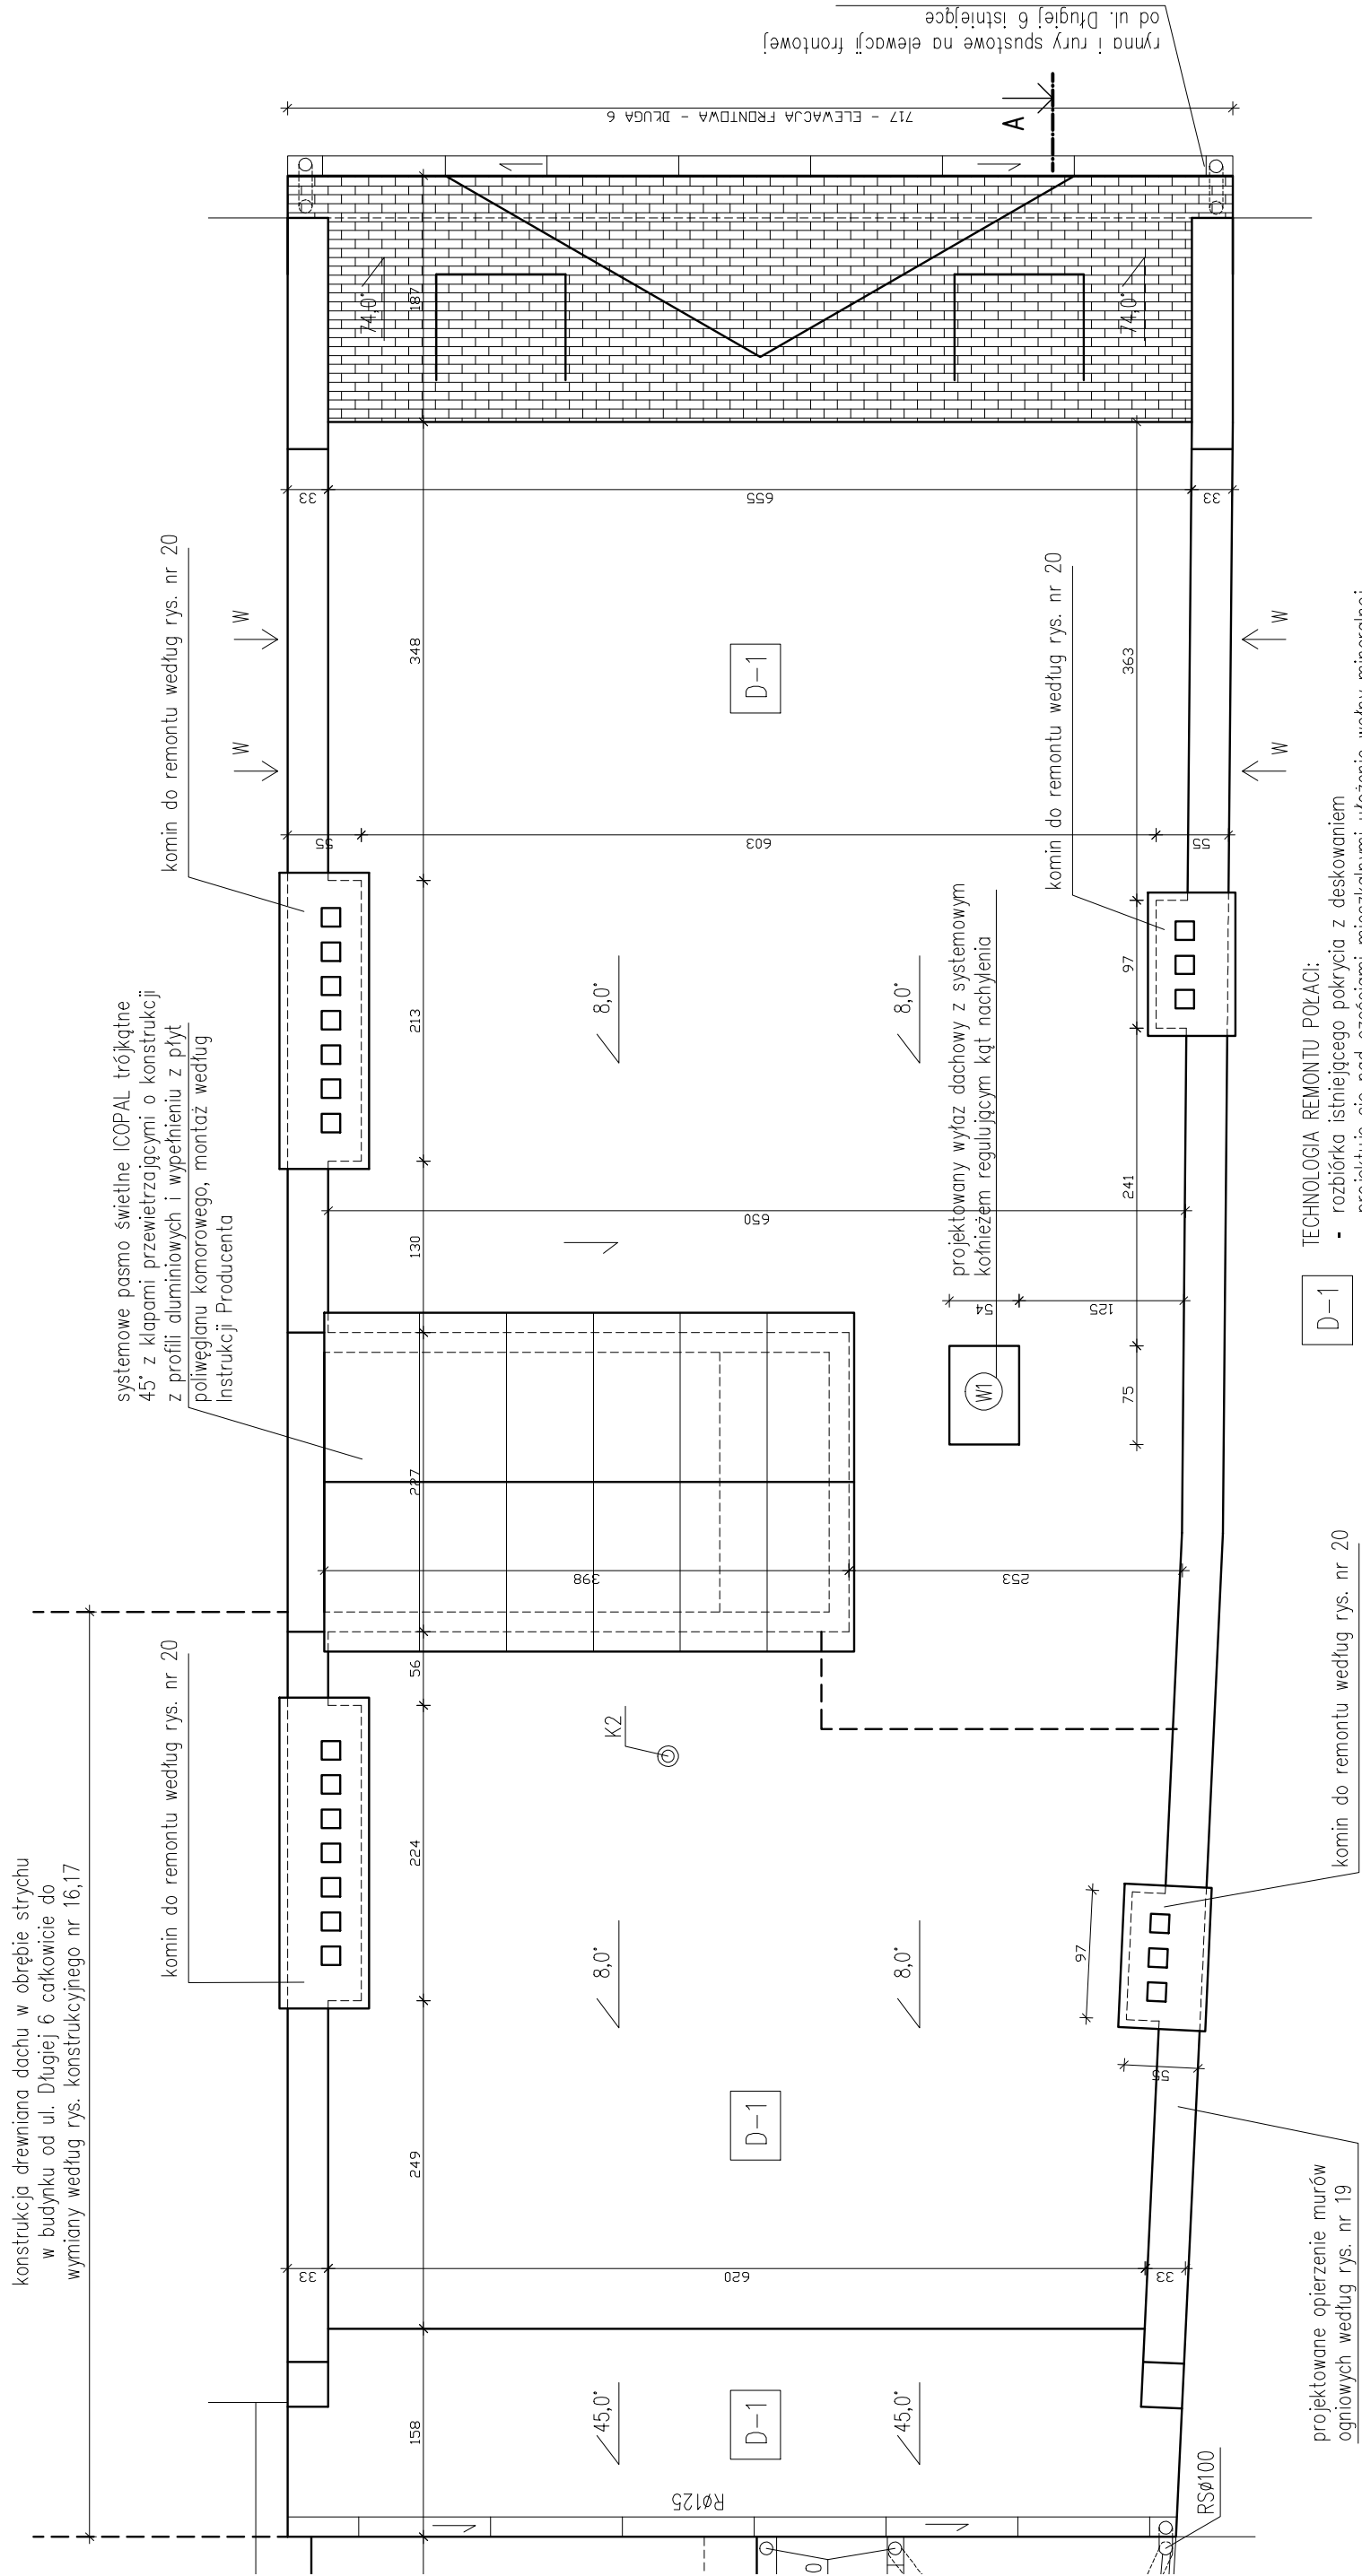 rynna i rury spustowe na elewacji frontowej
od ul. Długiej 6 istniejące
717 - ELEWACJA FRONTOWA - DŁUGA 6
A
74,0°
187
74,0°
33
655
33
komin do remontu według rys. nr 20
W
W
348
D-1
363
komin do remontu według rys. nr 20
W
W
55
603
55
systemowe pasmo świetlne ICOPAL trójkątne
45° z klapami przewietrzającymi o konstrukcji
z profili aluminiowych i wypełnieniu z płyt
poliwęglanu komorowego, montaż według
Instrukcji Producenta
213
8,0°
8,0°
97
projektowany wyłaz dachowy z systemowym
kołnieżem regulującym kąt nachylenia
130
650
241
54
125
W1
75
227
398
253
TECHNOLOGIA REMONTU POŁACI:
- rozbiórka istniejącego pokrycia z deskowaniem
D-1
konstrukcja drewniana dachu w obrębie strychu
w budynku od ul. Długiej 6 całkowicie do
wymiany według rys. konstrukcyjnego nr 16,17
komin do remontu według rys. nr 20
56
K2
224
8,0°
8,0°
97
55
komin do remontu według rys. nr 20
249
D-1
33
620
33
projektowane opierzenie murów
ogniowych według rys. nr 19
158
45,0°
D-1
45,0°
RØ125
RSØ100
0